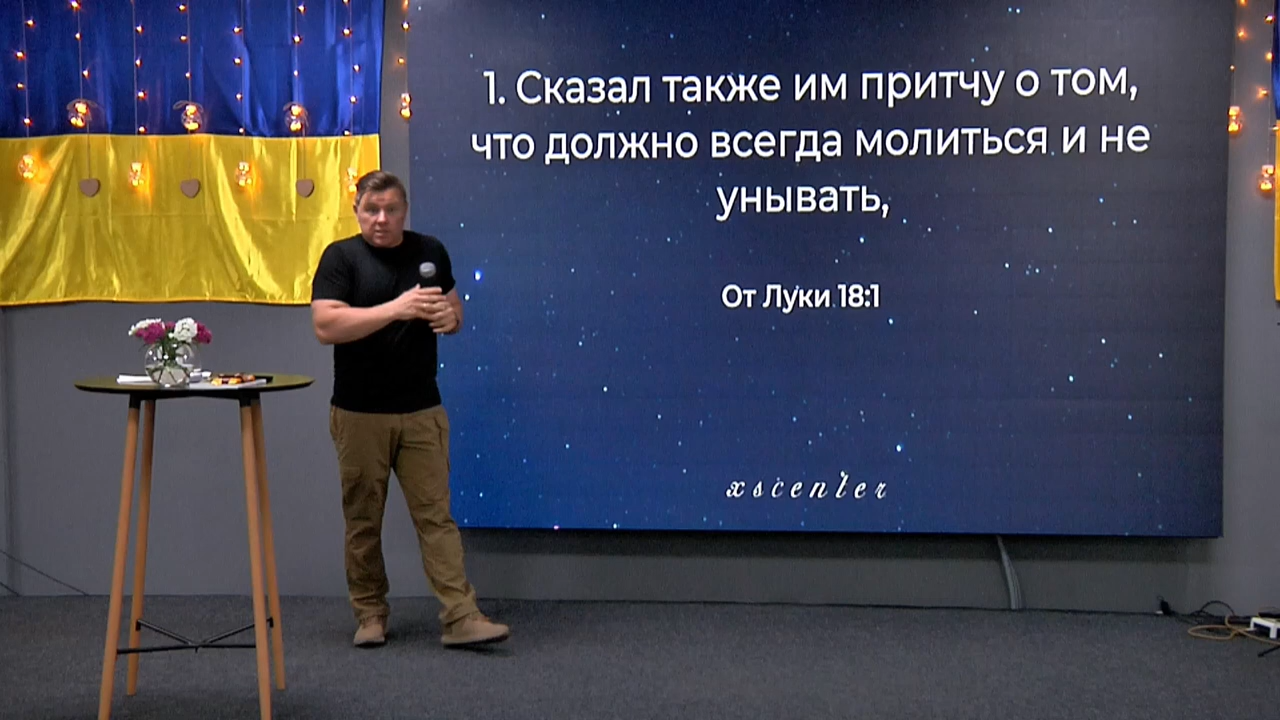 1. Сказал также им притчу о том,
что должно всегда молиться и не
унывать,
От Луки 18:1
xscenter